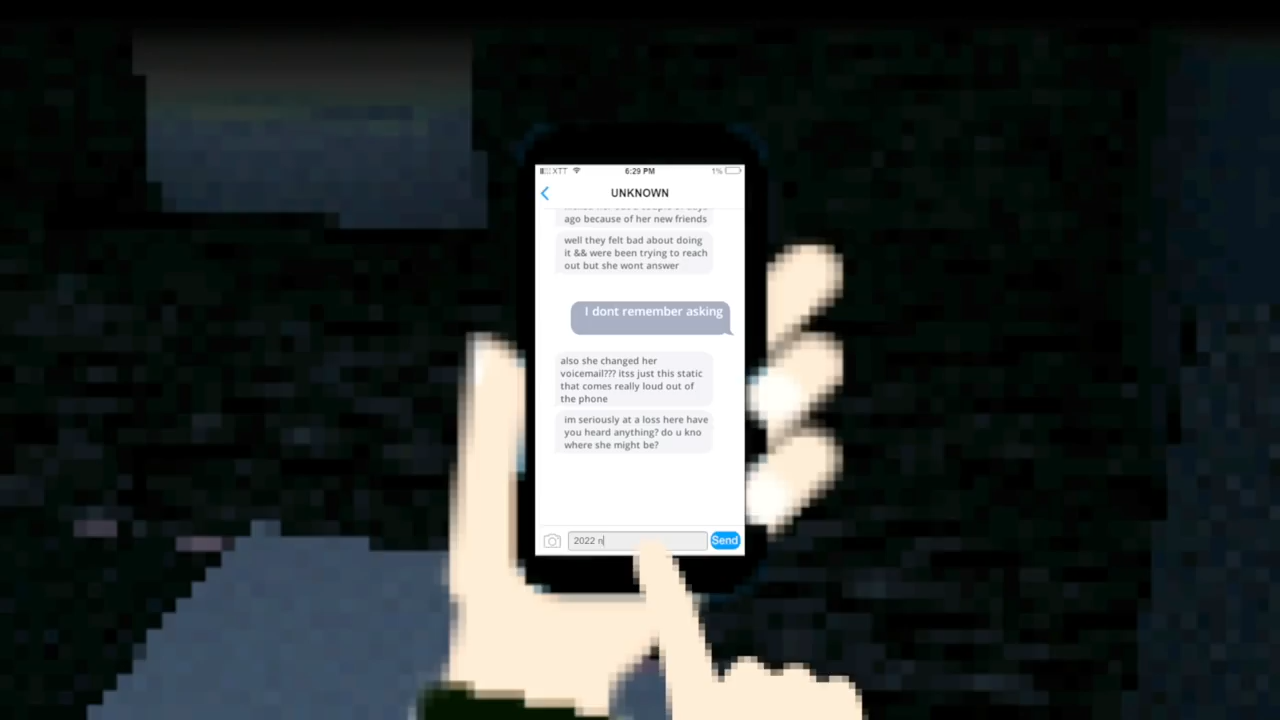 XTT 6:29 PM 1%
UNKNOWN
ago because of her new friends
well they felt bad about doing
it && were been trying to reach
out but she wont answer
I dont remember asking
also she changed her
voicemail??? itss just this static
that comes really loud out of
the phone
im seriously at a loss here have
you heard anything? do u kno
where she might be?
2022 n
Send